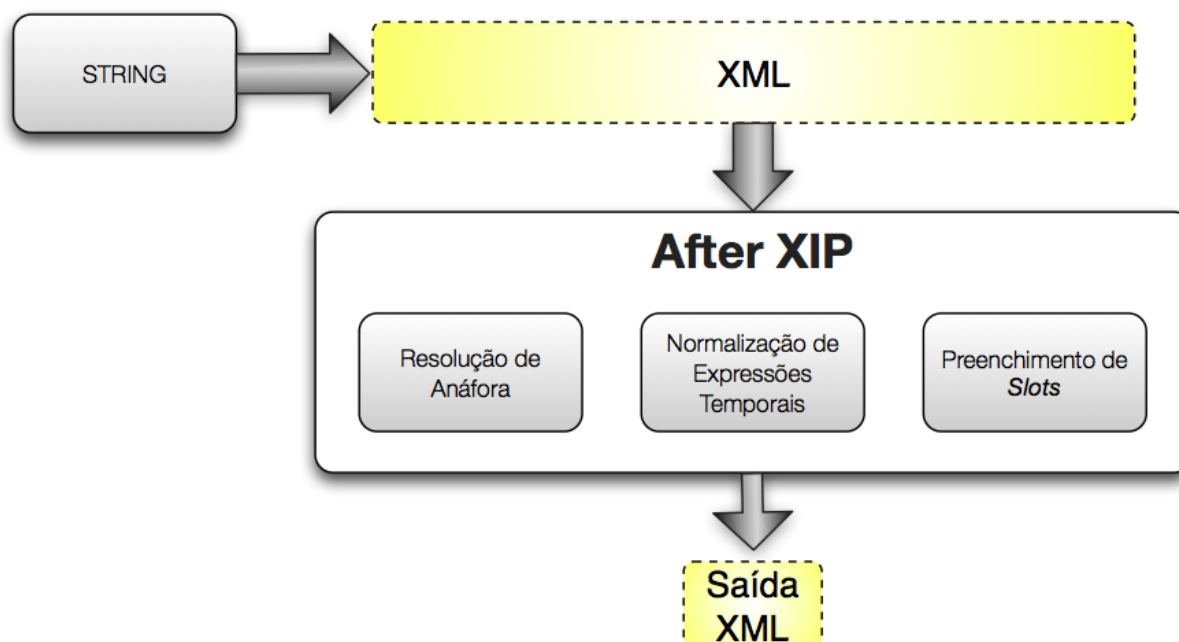 STRING
XML
After XIP
Resolução de
Anáfora
Normalização de
Expressões
Temporais
Preenchimento de
Slots
Saída
XML